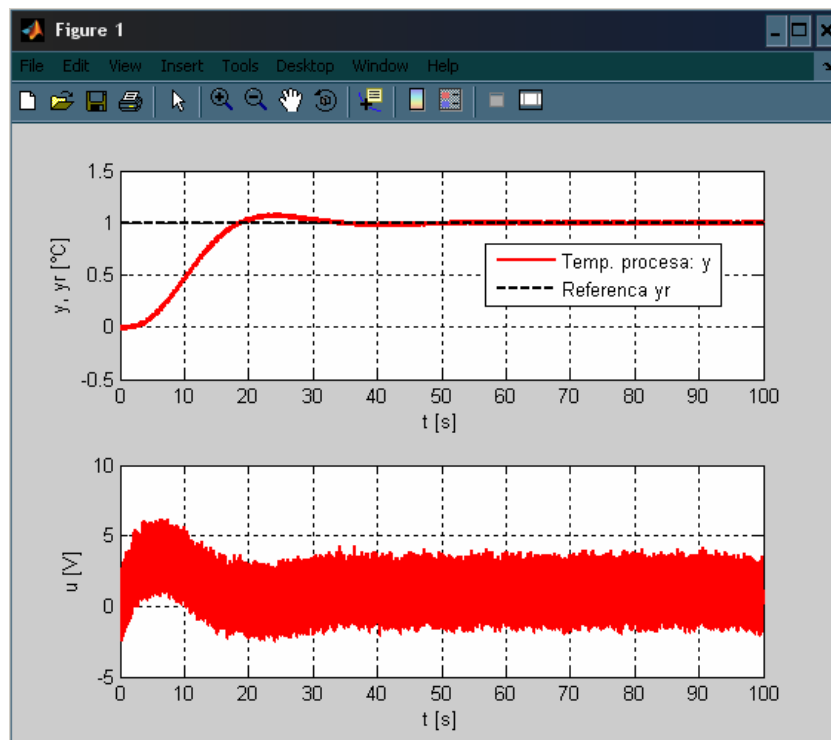 Figure 1
File Edit View Insert Tools Desktop Window Help
1.5
1
0.5
0
-0.5
y, yr [°C]
Temp. procesa: y
Referenca yr
0 10 20 30 40 50 60 70 80 90 100
t [s]
10
5
0
-5
u [V]
0 10 20 30 40 50 60 70 80 90 100
t [s]